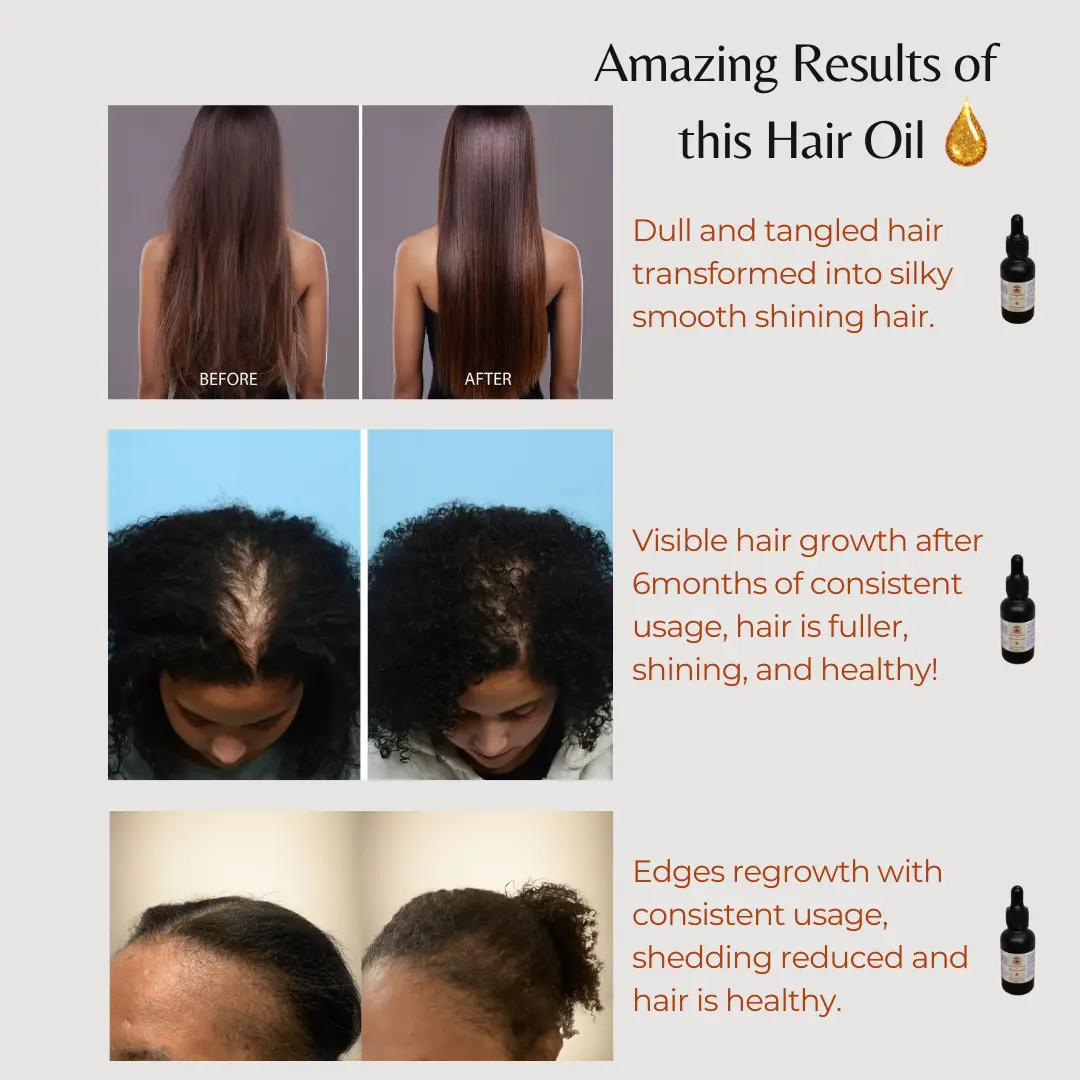 Amazing Results of
this Hair Oil
Dull and tangled hair
transformed into silky
smooth shining hair.
BEFORE
AFTER
Visible hair growth after
6months of consistent
usage, hair is fuller,
shining, and healthy!
Edges regrowth with
consistent usage,
shedding reduced and
hair is healthy.